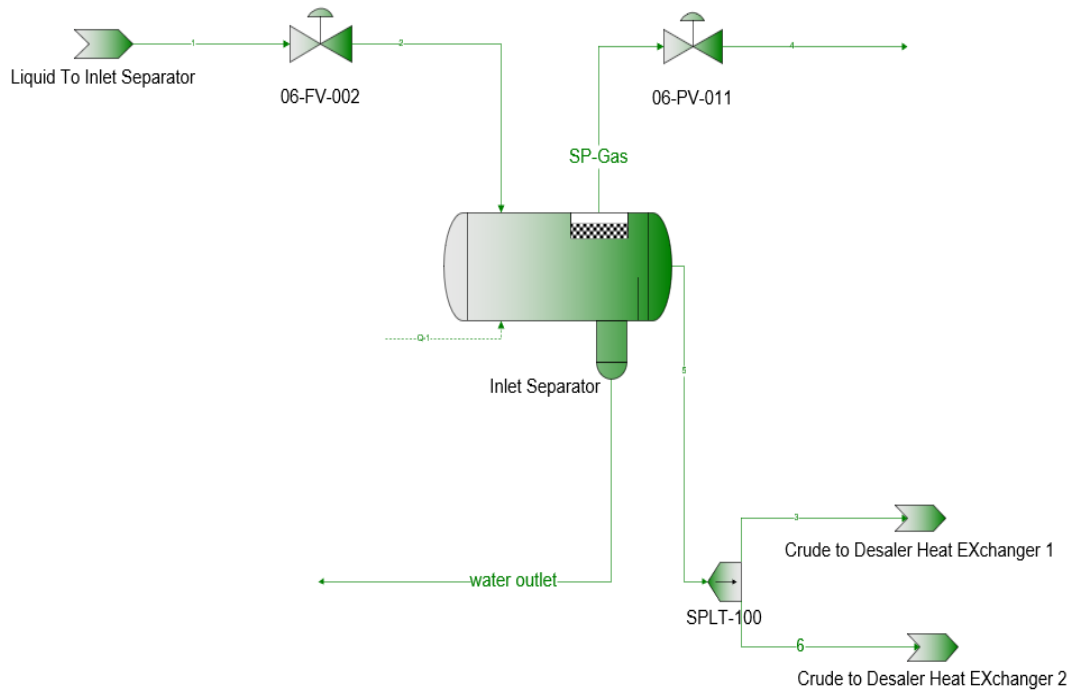 1
2
4
Liquid To Inlet Separator
06-FV-002
06-PV-011
SP-Gas
Q-1
Inlet Separator
5
3
Crude to Desaler Heat EXchanger 1
water outlet
SPLT-100
6
Crude to Desaler Heat EXchanger 2